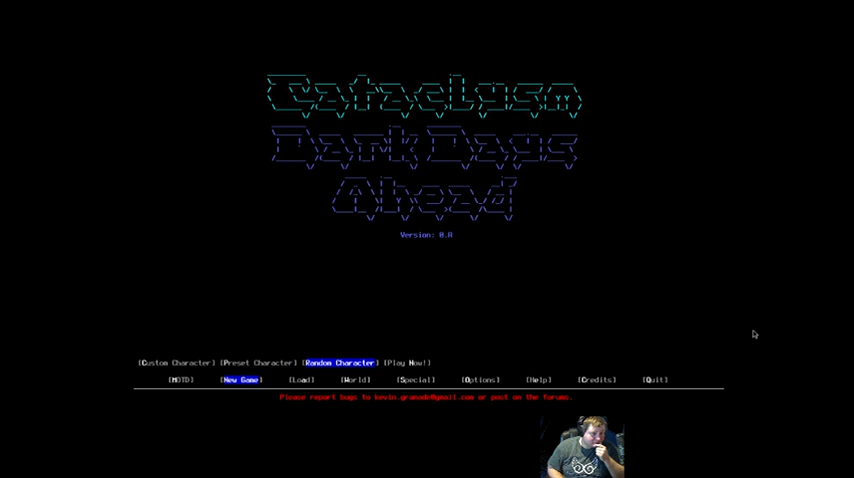 Cataclysm
Dark Days
Ahead
Version: 0.A
[Custom Character] [Preset Character] [Random Character] [Play Now!]
[MOTD] [New Game] [Load] [World] [Special] [Options] [Help] [Credits] [Quit]
Please report bugs to kevin.granade@gmail.com or post on the forums.